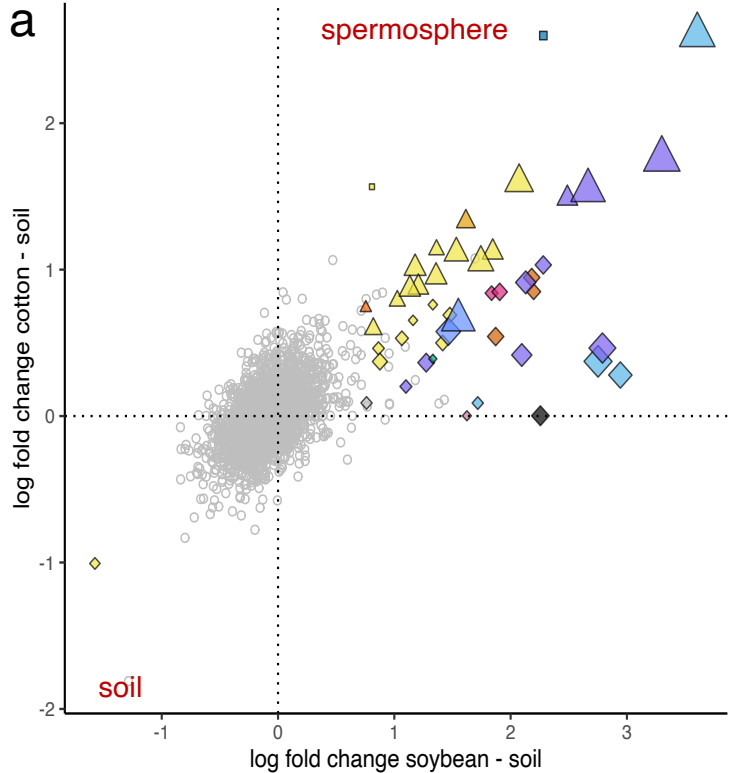 a
spermosphere
2
1
0
-1
-2
log fold change cotton - soil
soil
-1
0
1
2
3
log fold change soybean - soil